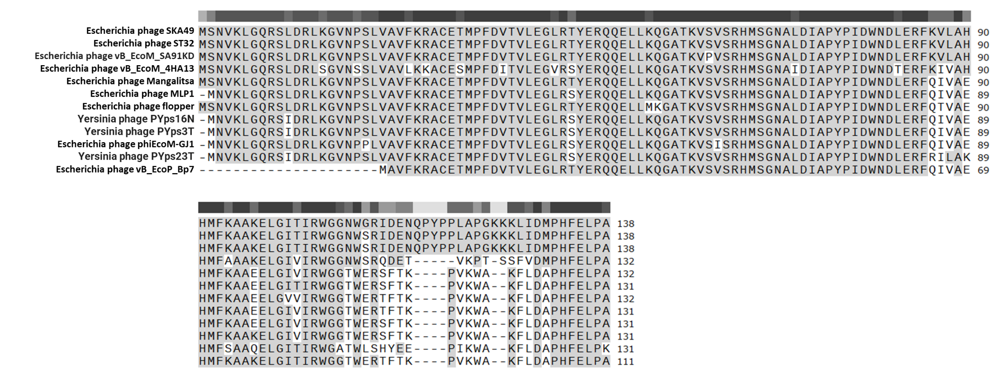 Escherichia phage SKA49 MSNVKLGQRSLDRLKGVNPSLVAVFKRACETMPFDVTVLEGLRTYERQQELLKQGATKVSVSRHMSGNALDIAPYPIDWNDLERFKVLAH 90
Escherichia phage ST32 MSNVKLGQRSLDRLKGVNPSLVAVFKRACETMPFDVTVLEGLRTYERQQELLKQGATKVSVSRHMSGNALDIAPYPIDWNDLERFKVLAH 90
Escherichia phage vB_EcoM_SA91KD MSNVKLGQRSLDRLKGVNPSLVAVFKRACETMPFDVTVLEGLRTYERQQELLKQGATKVPVSRHMSGNALDIAPYPIDWNDLERFKVLAH 90
Escherichia phage vB_EcoM_4HA13 MSNVKLGQRSLDRLSGVNSSLVAVLKKACESMPFDITVLEGVRSYERQQELLKQGATKVSVSRHMSGNAIDIAPYPIDWNDTERFKIVAH 90
Escherichia phage Mangalitsa MSNVKLGQRSLDRLKGVNPSLVAVFKRACETMPFDVTVLEGLRTYERQQELLKQGATKVSVSRHMSGNALDIAPYPIDWNDLERFQIVAE 90
Escherichia phage MLP1 -MNVKLGQRSLDRLKGVNPSLVAVFKRACETMPFDVTVLEGLRSYERQQELLKQGATKVSVSRHMSGNALDIAPYPIDWNDLERFQIVAE 89
Escherichia phage flopper MSNVKLGQRSLDRLKGVNPSLVAVFKRACETMPFDVTVLEGLRTYERQQELLMKGATKVSVSRHMSGNALDIAPYPIDWNDLERFQTVAE 90
Yersinia phage PYps16N -MNVKLGQRSIDRLKGVNPSLVAVFKRACETMPFDVTVLEGLRSYERQQELLKQGATKVSVSRHMSGNALDIAPYPIDWNDLERFQIVAE 89
Yersinia phage PYps3T -MNVKLGQRSIDRLKGVNPSLVAVFKRACETMPFDVTVLEGLRSYERQQELLKQGATKVSVSRHMSGNALDIAPYPIDWNDLERFQIVAE 89
Escherichia phage phiEcoM-GJ1 -MNVKLGQRSLDRLKGVNPPLVAVFKRACETMPFDVTVLEGLRSYERQQELLKQGATKVSISRHMSGNALDIAPYPIDWNDLERFQIVAE 89
Yersinia phage PYps23T -MNVKLGQRSIDRLKGVNPSLVAVFKRACETMPFDVTVLEGLRSYERQQELLKQGATKVSVSRHMSGNALDIAPYPIDWNDLERFRILAK 89
Escherichia phage vB_EcoP_Bp7 ---------------------MAVFKRACETMPFDVTVLEGLRTYERQQELLKQGATKVSVSRHMSGNALDIAPYPIDWNDLERFQIVAE 69
HMFKAAKELGITIRWGGNWGRIDENQPYPPLAPGKKKLIDMPHFELPA 138
HMFKAAKELGITIRWGGNWSRIDENQPYPPLAPGKKKLIDMPHFELPA 138
HMFKAAKELGITIRWGGNWSRIDENQPYPPLAPGKKKLIDMPHFELPA 138
HMFAAAKELGIVIRWGGNWSRQDET-----VKPT-SSFVDMPHFELPA 132
HMFKAAEELGIVIRWGGTWERSFTK----PVKWA--KFLDAPHFELPA 132
HMFKAAEELGITIRWGGTWERSFTK----PVKWA--KFLDAPHFELPA 131
HMFKAAEELGVVIRWGGTWERTFTK----PVKWA--KFLDAPHFELPA 132
HMFKAAEELGIVIRWGGTWERTFTK----PVKWA--KFLDAPHFELPA 131
HMFKAAEELGIVIRWGGTWERSFTK----PVKWA--KFLDAPHFELPA 131
HMFKAAKELGIVIRWGGTWERSFTK----PVKWA--KFLDAPHFELPA 131
HMFSAAQELGITIRWGATWLSHYEE----PIKWA--KFLDAPHFELPK 131
HMFKAAKELGITIRWGGTWERTFTK----PVKWA--KFLDAPHFELPA 111